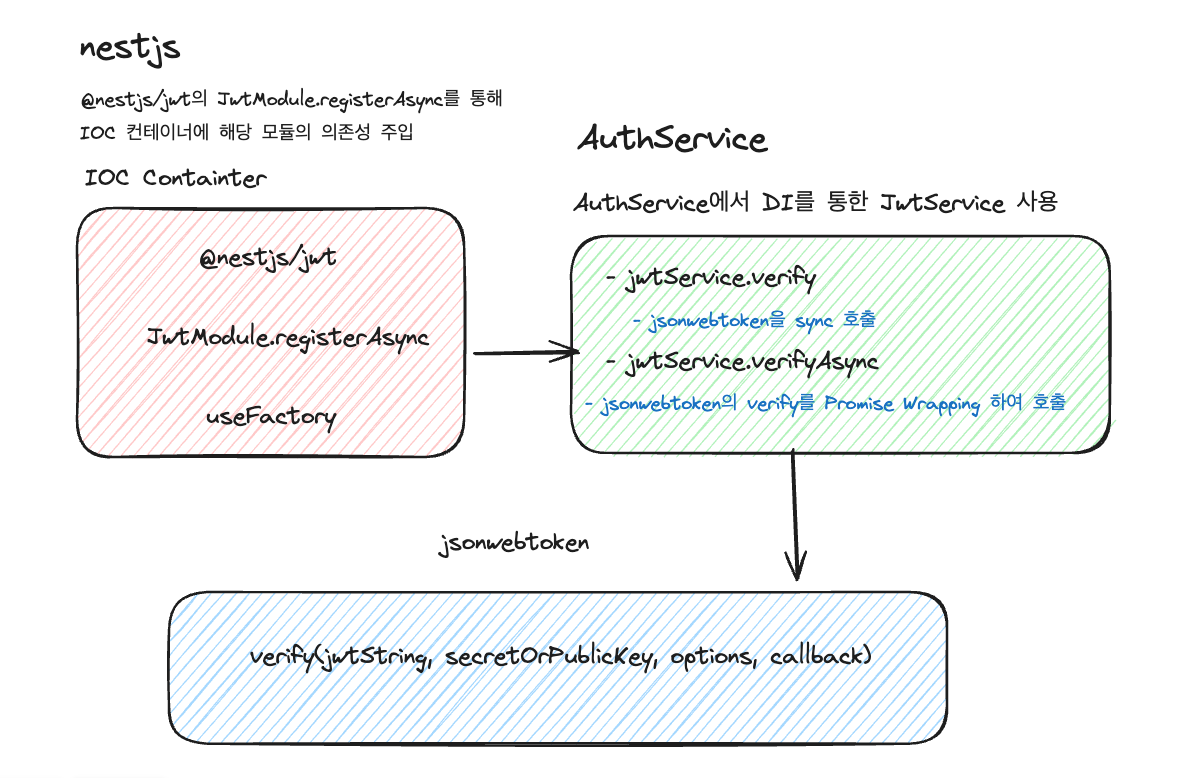 nestjs
@nestjs/jwt의 JwtModule.registerAsync를 통해
IOC 컨테이너에 해당 모듈의 의존성 주입
IOC Containter
@nestjs/jwt
JwtModule.registerAsync
useFactory
AuthService
AuthService에서 DI를 통한 JwtService 사용
- jwtService.verify
- jsonwebtoken을 sync 호출
- jwtService.verifyAsync
- jsonwebtoken의 verify를 Promise Wrapping 하여 호출
jsonwebtoken
verify(jwtString, secretOrPublicKey, options, callback)